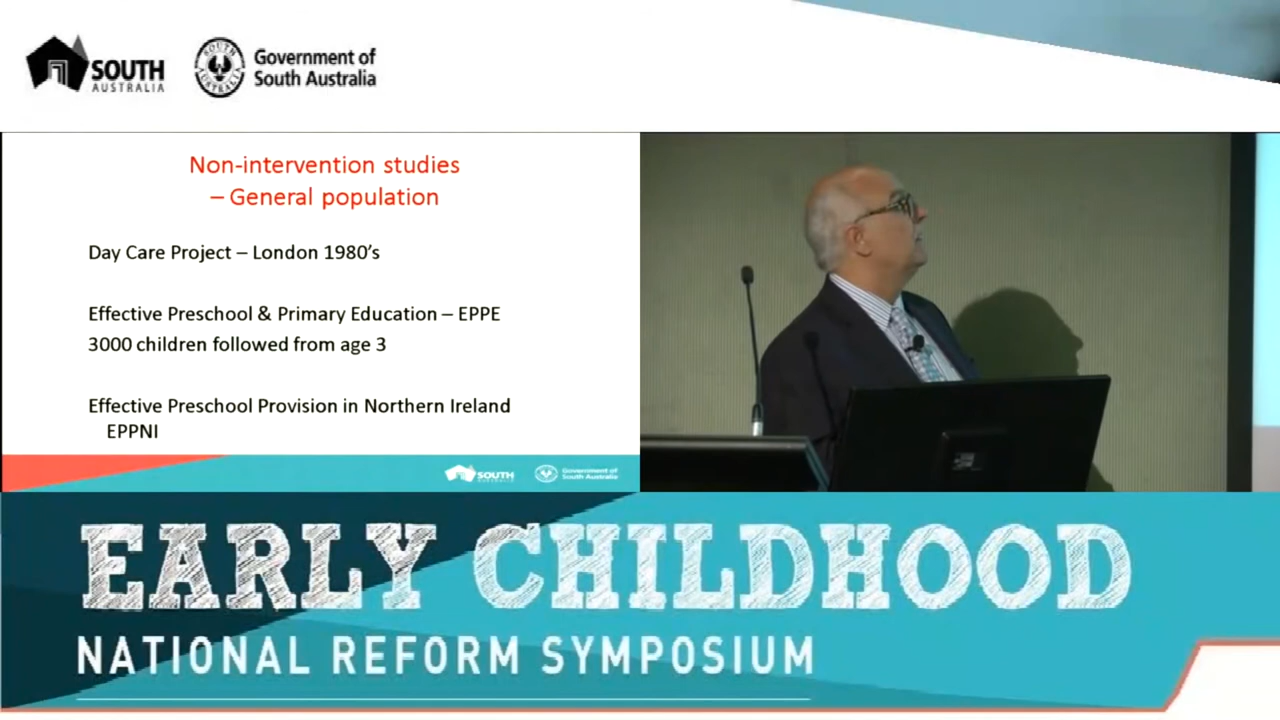 SOUTH
AUSTRALIA
Government of
South Australia
Non-intervention studies
– General population
Day Care Project – London 1980’s
Effective Preschool & Primary Education – EPPE
3000 children followed from age 3
Effective Preschool Provision in Northern Ireland
EPPNI
SOUTH
AUSTRALIA
Government of
South Australia
EARLY CHILDHOOD
NATIONAL REFORM SYMPOSIUM